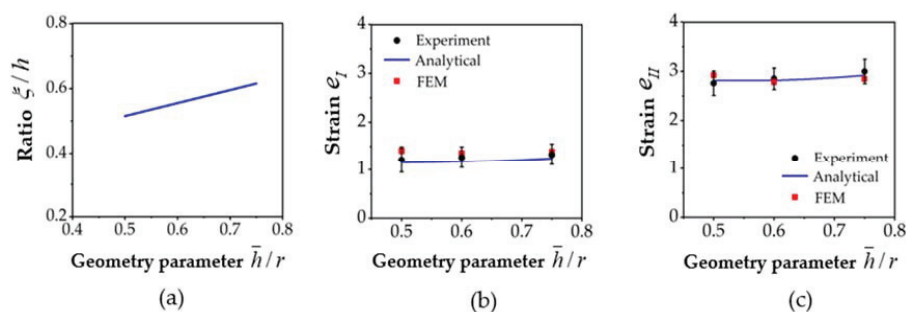 0.8
0.6
0.4
0.2
0.4 0.5 0.6 0.7 0.8
Ratio ξ/h
Geometry parameter h̄/r
(a)
4
3
2
1
0
0.5 0.6 0.7 0.8
Strain e_I
Experiment
Analytical
FEM
Geometry parameter h̄/r
(b)
4
3
2
1
0
0.5 0.6 0.7 0.8
Strain e_II
Experiment
Analytical
FEM
Geometry parameter h̄/r
(c)